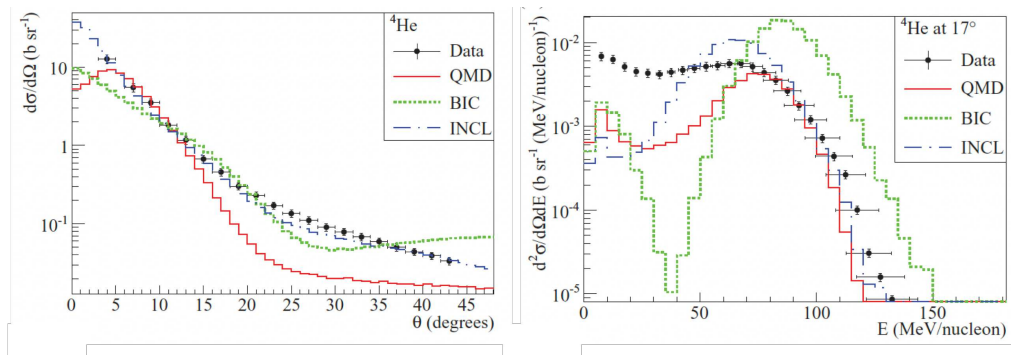 dσ/dΩ (b sr⁻¹)
10
1
10⁻¹
0 5 10 15 20 25 30 35 40 45
θ (degrees)
⁴He
Data
QMD
BIC
INCL
d²σ/dΩdE (b sr⁻¹ (MeV/nucleon)⁻¹)
10⁻²
10⁻³
10⁻⁴
10⁻⁵
0 50 100 150
E (MeV/nucleon)
⁴He at 17°
Data
QMD
BIC
INCL